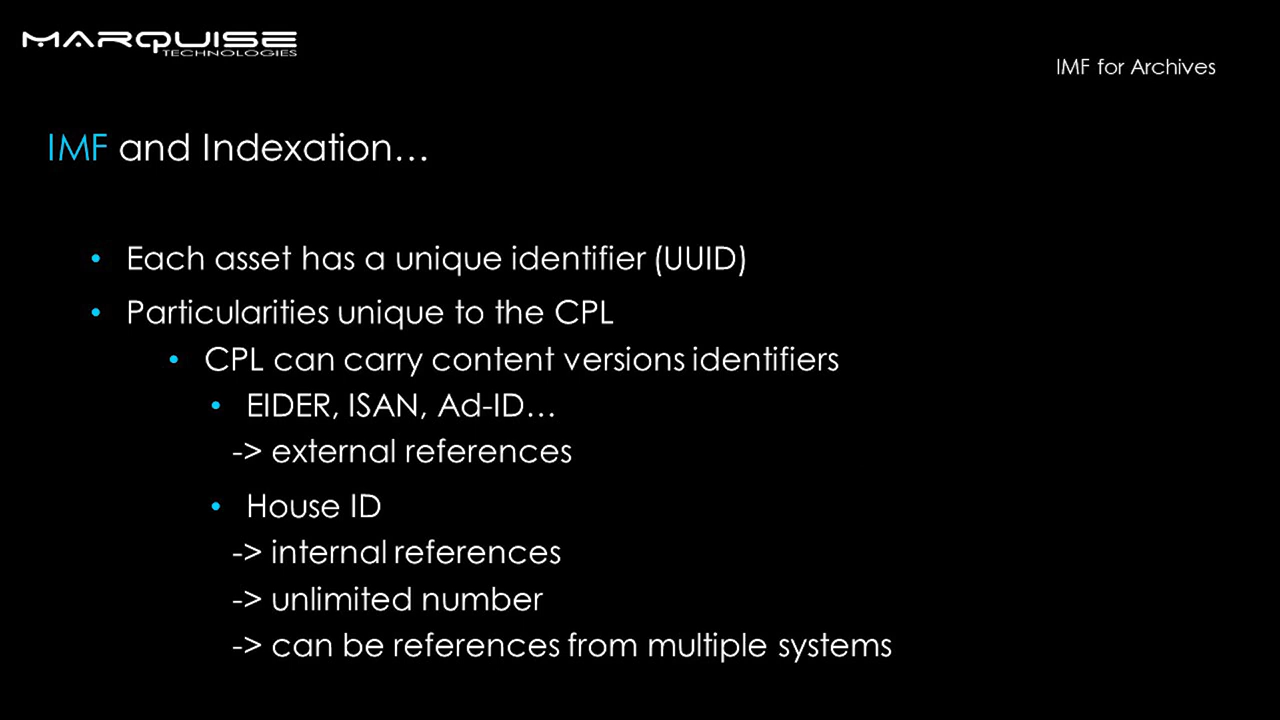 MARQUISE
TECHNOLOGIES
IMF for Archives
IMF and Indexation...
• Each asset has a unique identifier (UUID)
• Particularities unique to the CPL
• CPL can carry content versions identifiers
• EIDER, ISAN, Ad-ID...
-> external references
• House ID
-> internal references
-> unlimited number
-> can be references from multiple systems